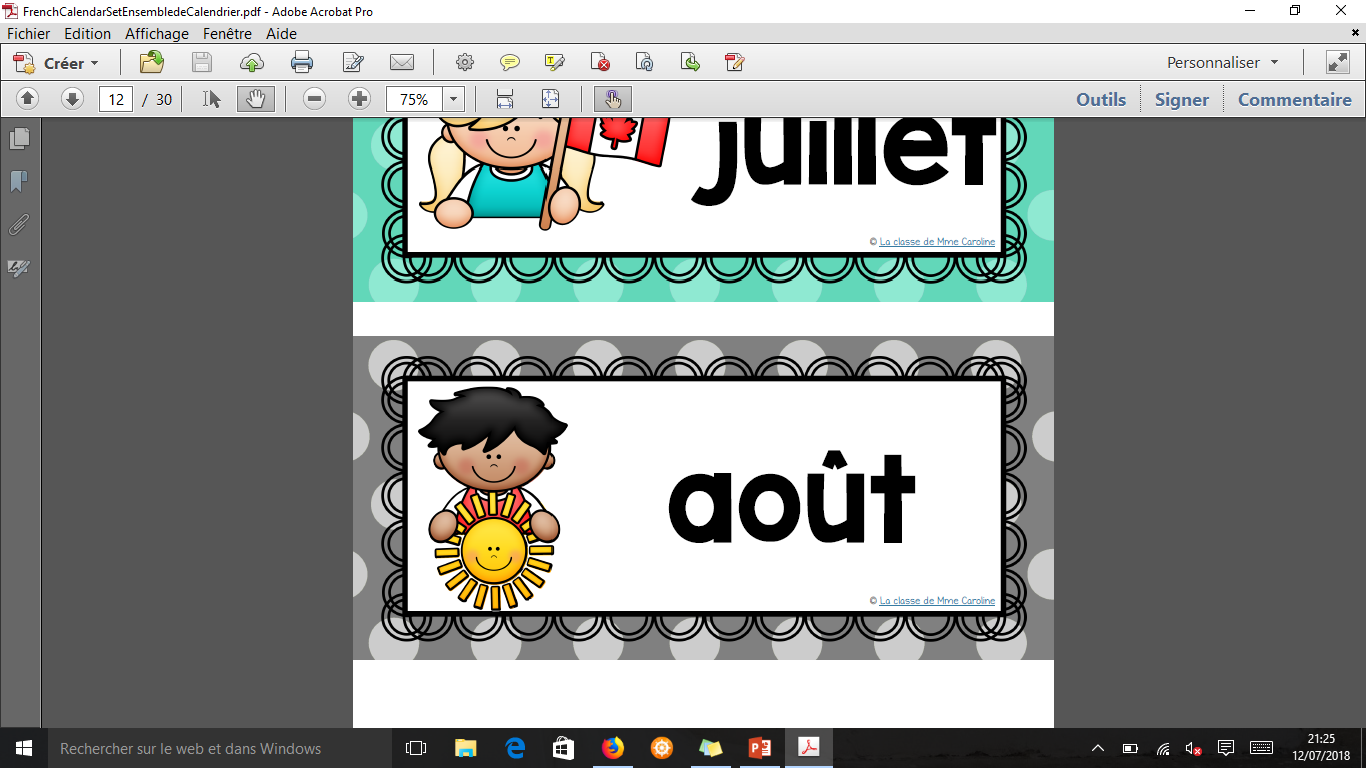 FrenchCalendarSetEnsembledeCalendrier.pdf - Adobe Acrobat Pro
Fichier Edition Affichage Fenêtre Aide
Créer Personnaliser
12 / 30 75% Outils Signer Commentaire
juillet
© La classe de Mme Caroline
août
© La classe de Mme Caroline
Rechercher sur le web et dans Windows
21:25
12/07/2018